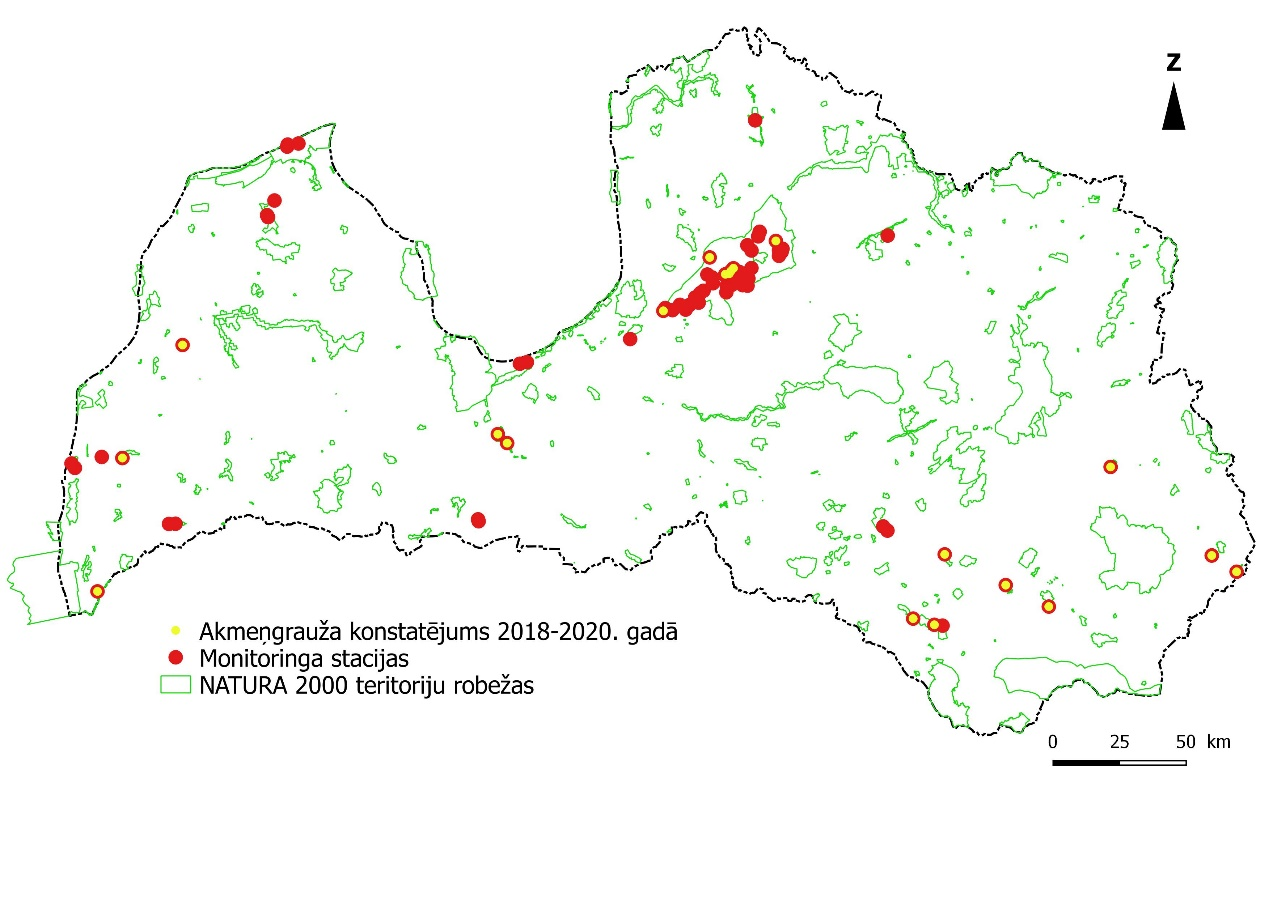 Z
Akmeņgrauža konstatējums 2018-2020. gadā
Monitoringa stacijas
NATURA 2000 teritoriju robežas
0 25 50 km